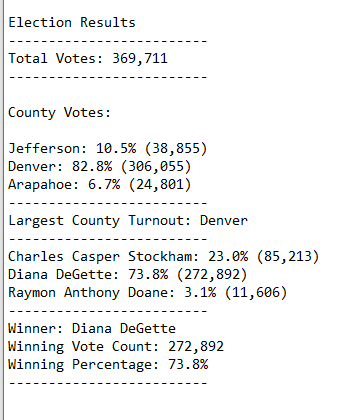 Election Results
-------------------------
Total Votes: 369,711
-------------------------
County Votes:
Jefferson: 10.5% (38,855)
Denver: 82.8% (306,055)
Arapahoe: 6.7% (24,801)
-------------------------
Largest County Turnout: Denver
-------------------------
Charles Casper Stockham: 23.0% (85,213)
Diana DeGette: 73.8% (272,892)
Raymon Anthony Doane: 3.1% (11,606)
-------------------------
Winner: Diana DeGette
Winning Vote Count: 272,892
Winning Percentage: 73.8%
-------------------------